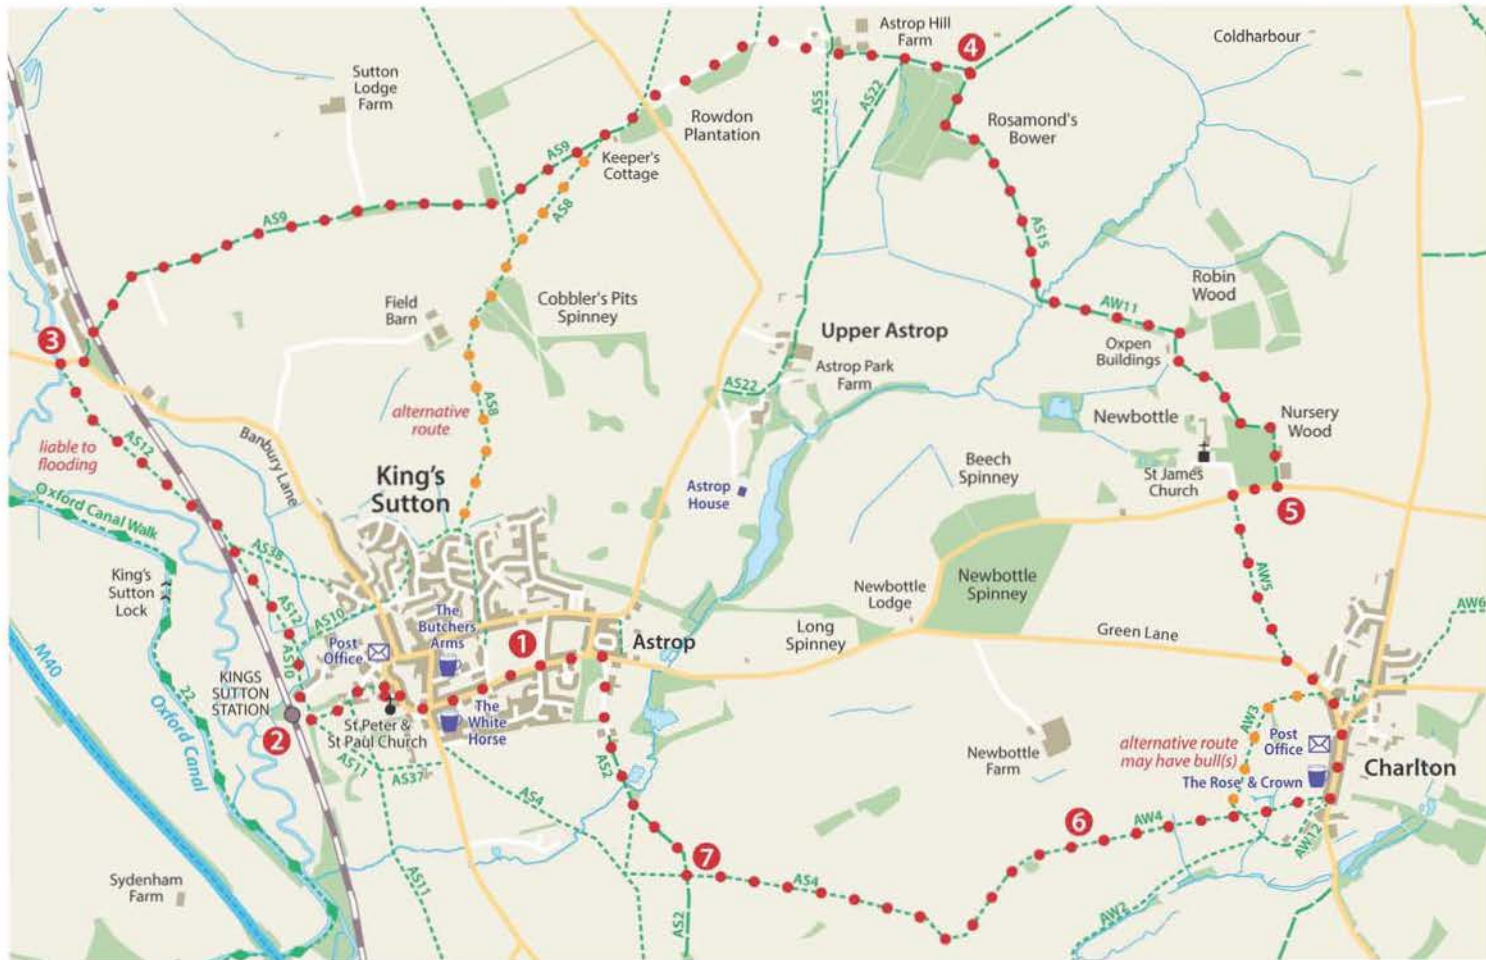 Astrop Hill
Farm
4
Coldharbour
Sutton
Lodge
Farm
AS5
AS22
Rowdon
Plantation
Rosamond's
Bower
AS9
Keeper's
Cottage
AS8
AS9
AS15
Robin
Wood
Field
Barn
Cobbler's Pits
Spinney
AW11
3
Upper Astrop
Oxpen
Buildings
Astrop Park
Farm
AS22
alternative
route
AS8
Newbottle
Nursery
Wood
liable to
flooding
AS12
Banbury Lane
King's
Sutton
Beech
Spinney
St James
Church
Astrop
House
5
Oxford Canal Walk
AS38
King's
Sutton
Lock
AS12
AS10
The
Butchers
Arms
Newbottle
Lodge
Newbottle
Spinney
AW5
AW6
Post
Office
1
Astrop
Long
Spinney
Green Lane
M40
KINGS
SUTTON
STATION
AS10
22
Oxford Canal
2
St.Peter &
St Paul Church
The
White
Horse
AS11
AS37
AS2
AS4
Newbottle
Farm
AW3
alternative route
may have bull(s)
Post
Office
The Rose & Crown
Charlton
6
AW4
AW12
7
AS4
Sydenham
Farm
AS11
AS2
AW2